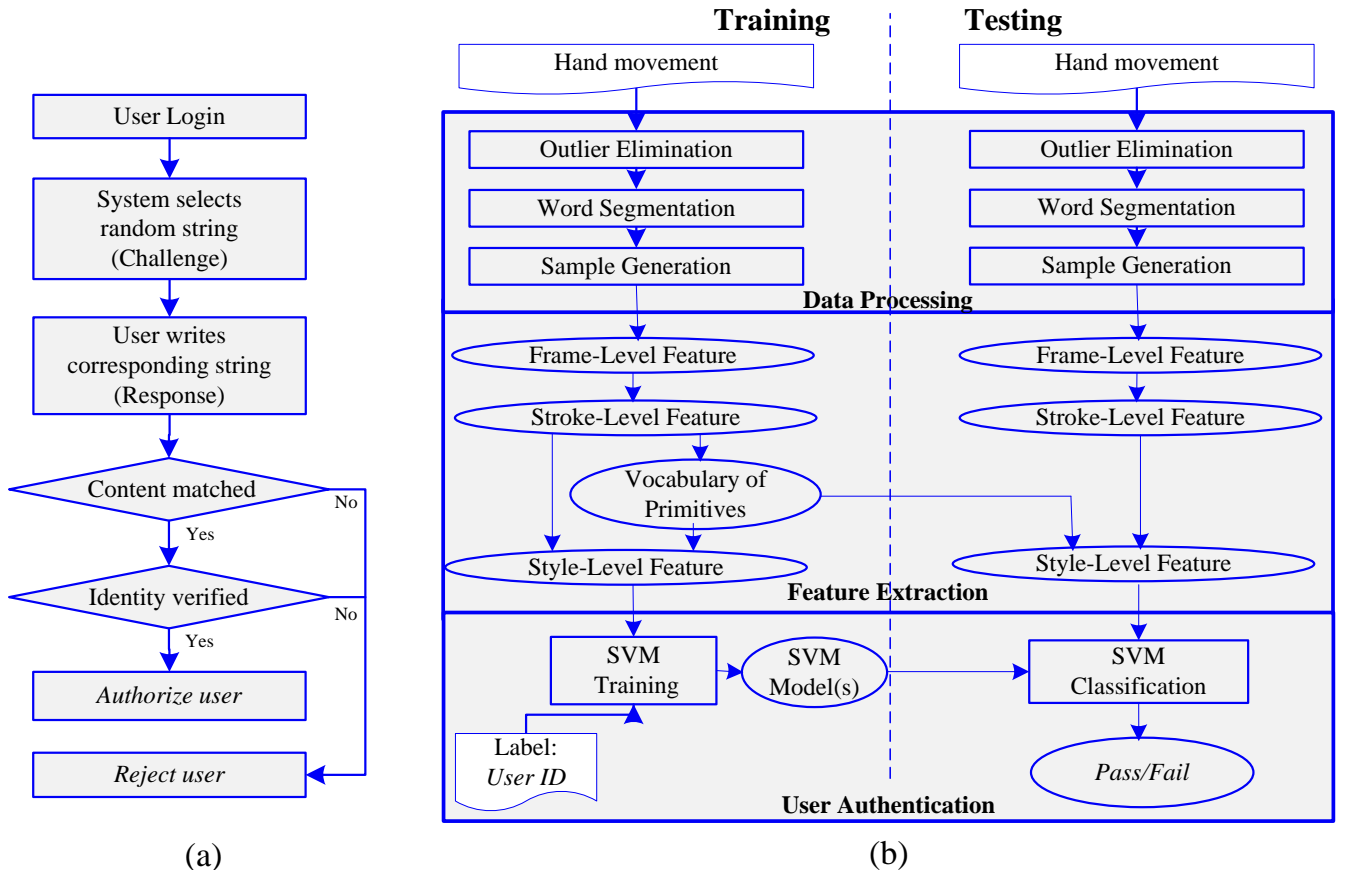 User Login
System selects
random string
(Challenge)
User writes
corresponding string
(Response)
Content matched
No
Yes
Identity verified
No
Yes
Authorize user
Reject user
(a)
Training
Testing
Hand movement
Hand movement
Outlier Elimination
Outlier Elimination
Word Segmentation
Word Segmentation
Sample Generation
Sample Generation
Data Processing
Frame-Level Feature
Frame-Level Feature
Stroke-Level Feature
Stroke-Level Feature
Vocabulary of
Primitives
Style-Level Feature
Style-Level Feature
Feature Extraction
SVM
Training
SVM
Model(s)
SVM
Classification
Label:
User ID
Pass/Fail
User Authentication
(b)